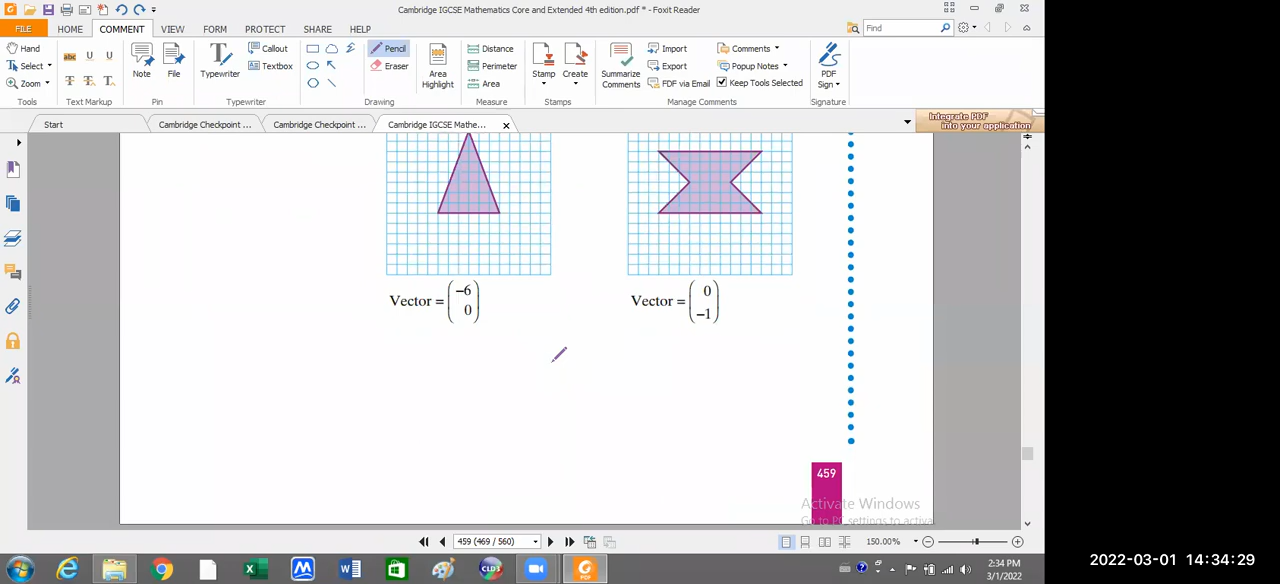 Cambridge IGCSE Mathematics Core and Extended 4th edition.pdf * - Foxit Reader
FILE HOME COMMENT VIEW FORM PROTECT SHARE HELP
Find
Hand
Select
Zoom
Tools
Text Markup
Note
File
Pin
Typewriter
Callout
Textbox
Typewriter
Pencil
Eraser
Drawing
Area Highlight
Distance
Perimeter
Area
Measure
Stamp
Create
Stamps
Summarize Comments
Import
Export
PDF via Email
Comments
Popup Notes
Keep Tools Selected
Manage Comments
PDF Sign
Signature
Start
Cambridge Checkpoint ...
Cambridge Checkpoint ...
Cambridge IGCSE Mathe...
Integrate PDF
into your application
Vector = (−6 0)
Vector = (0 −1)
459
Activate Windows
Go to PC settings to activa
459 (469 / 560)
150.00%
2:34 PM
3/1/2022
2022-03-01 14:34:29